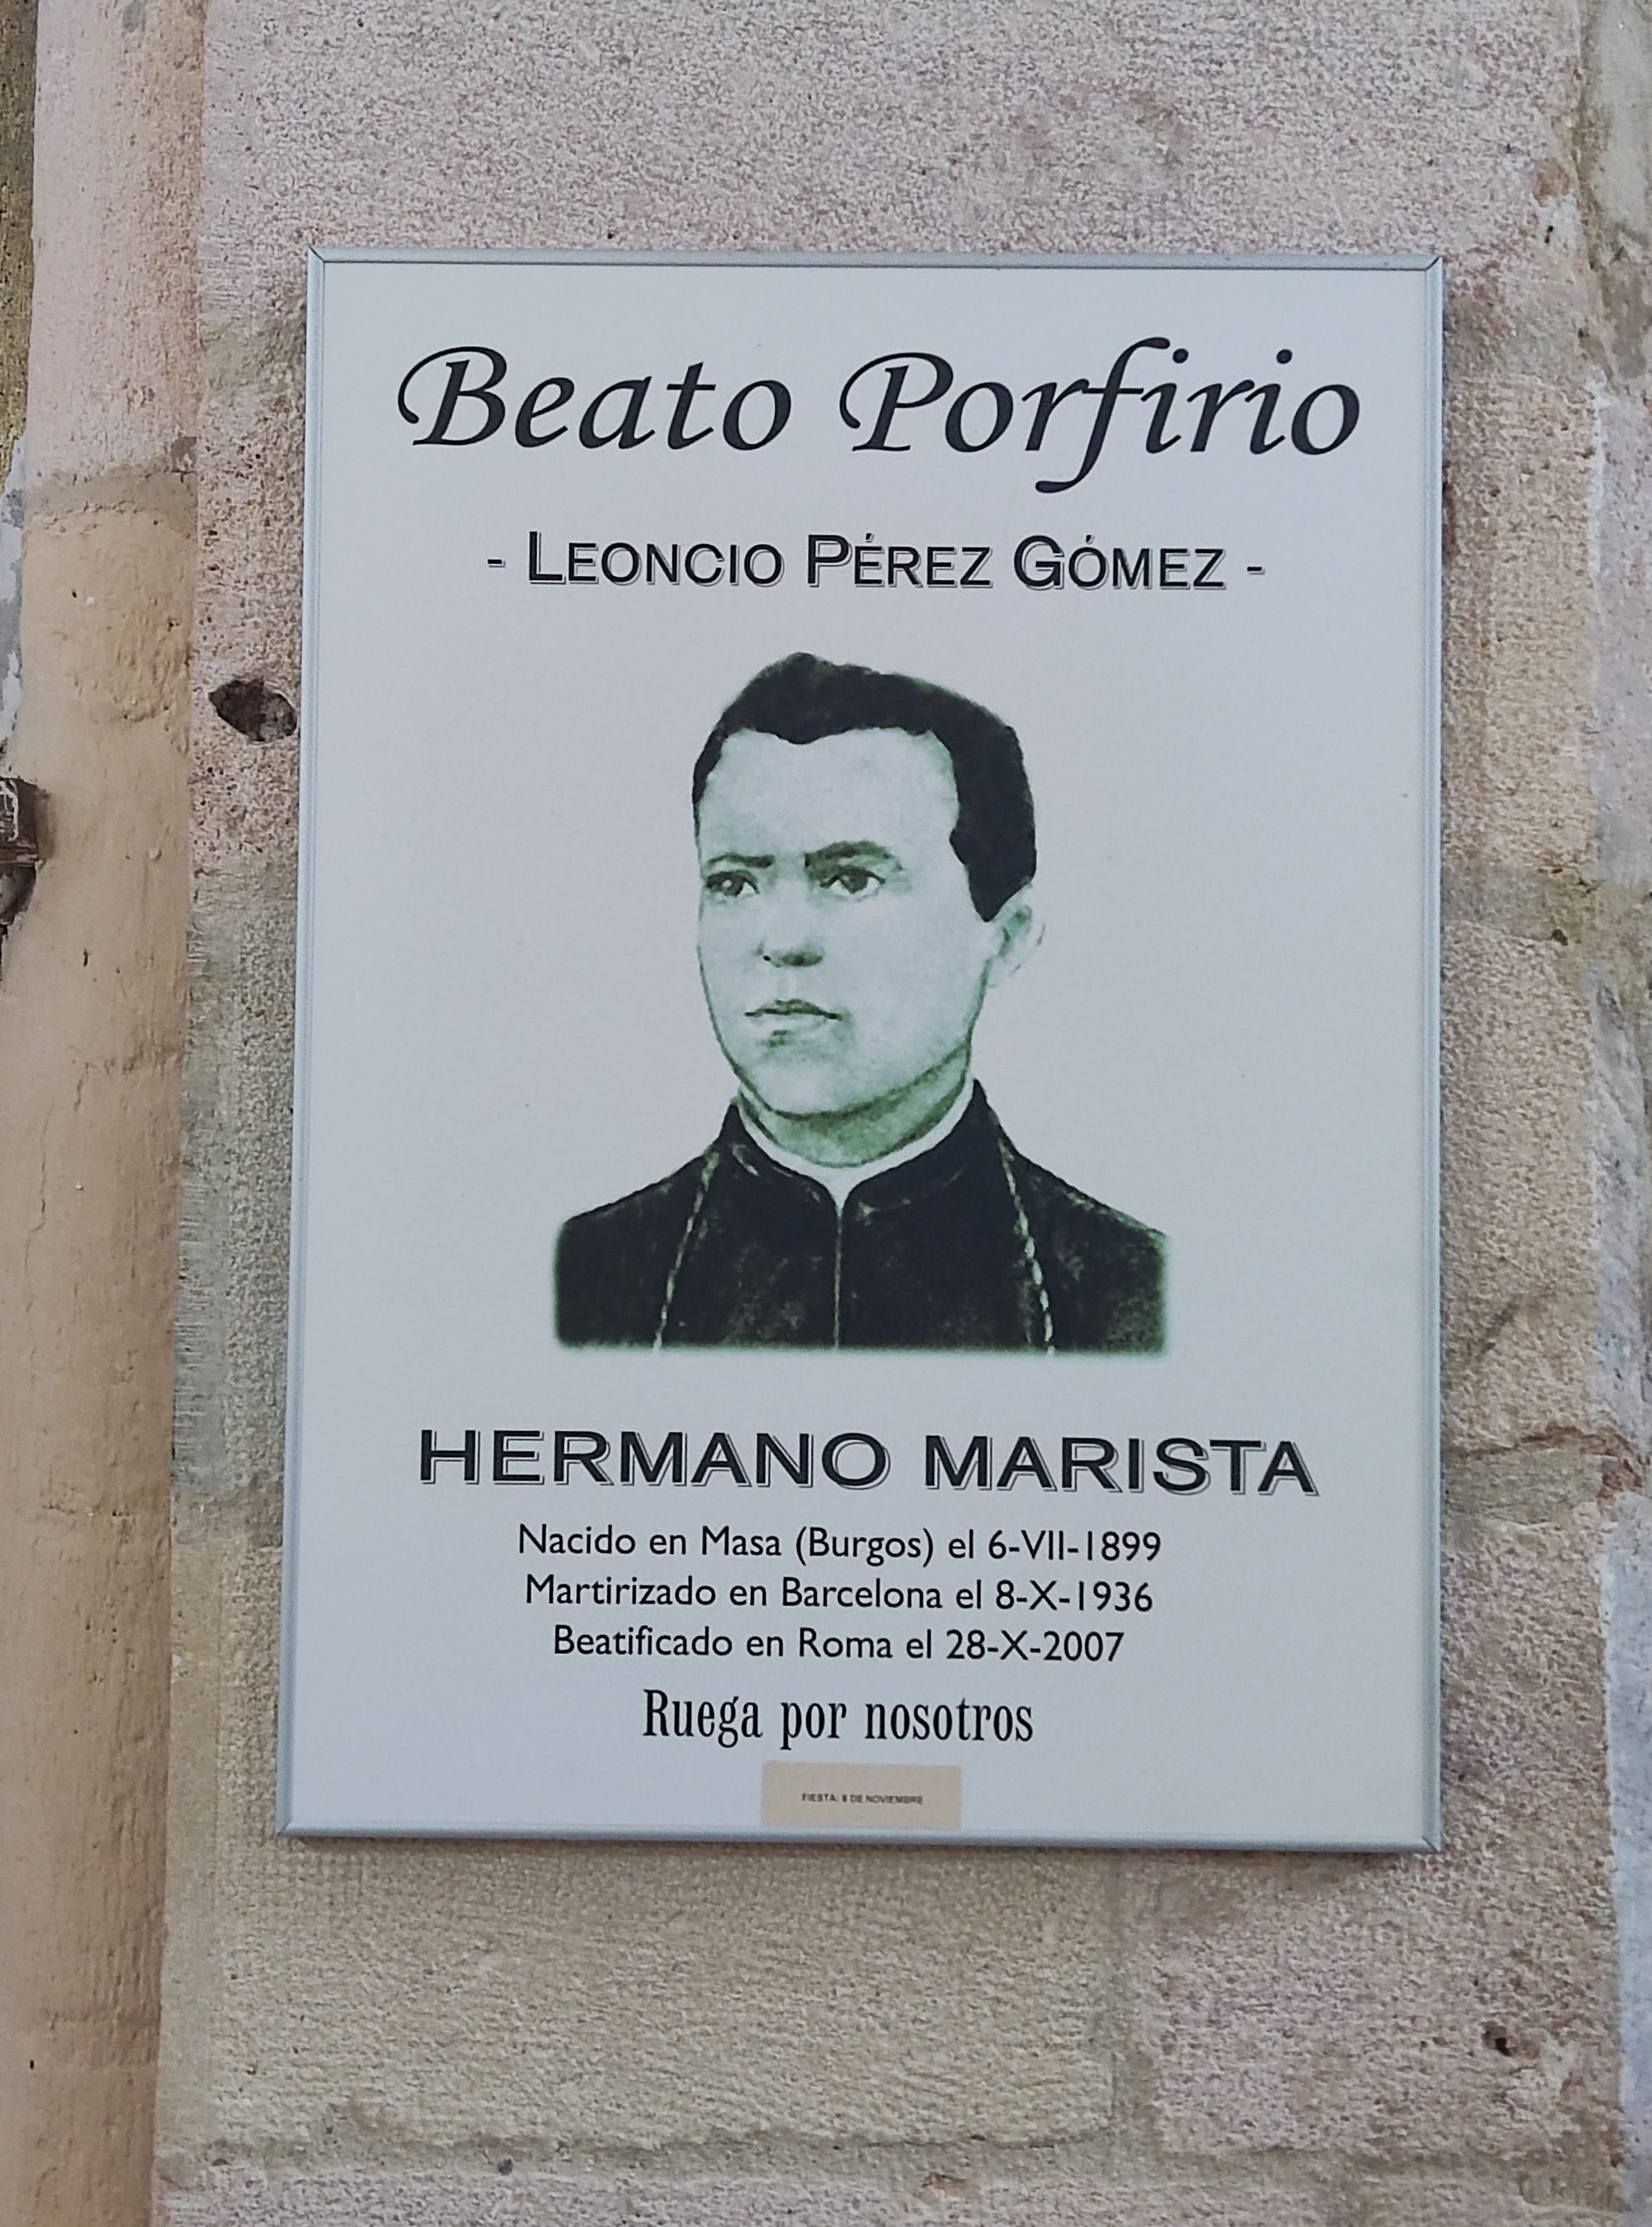 Beato Porfirio
- LEONCIO PÉREZ GÓMEZ -
HERMANO MARISTA
Nacido en Masa (Burgos) el 6-VII-1899
Martirizado en Barcelona el 8-X-1936
Beatificado en Roma el 28-X-2007
Ruega por nosotros
FIESTA: DE NOVIEMBRE